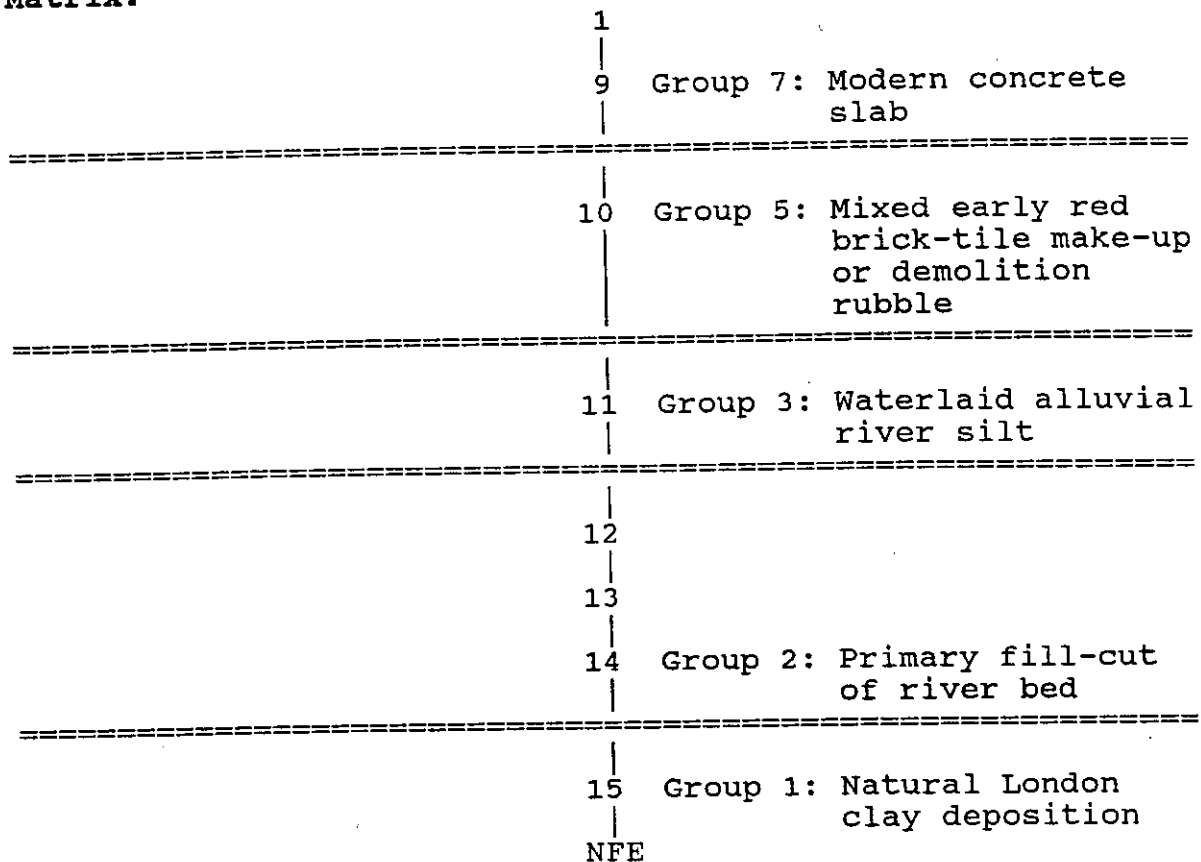 Matrix:
1
9 Group 7: Modern concrete
slab
10 Group 5: Mixed early red
brick-tile make-up
or demolition
rubble
11 Group 3: Waterlaid alluvial
river silt
12
13
14 Group 2: Primary fill-cut
of river bed
15 Group 1: Natural London
clay deposition
NFE